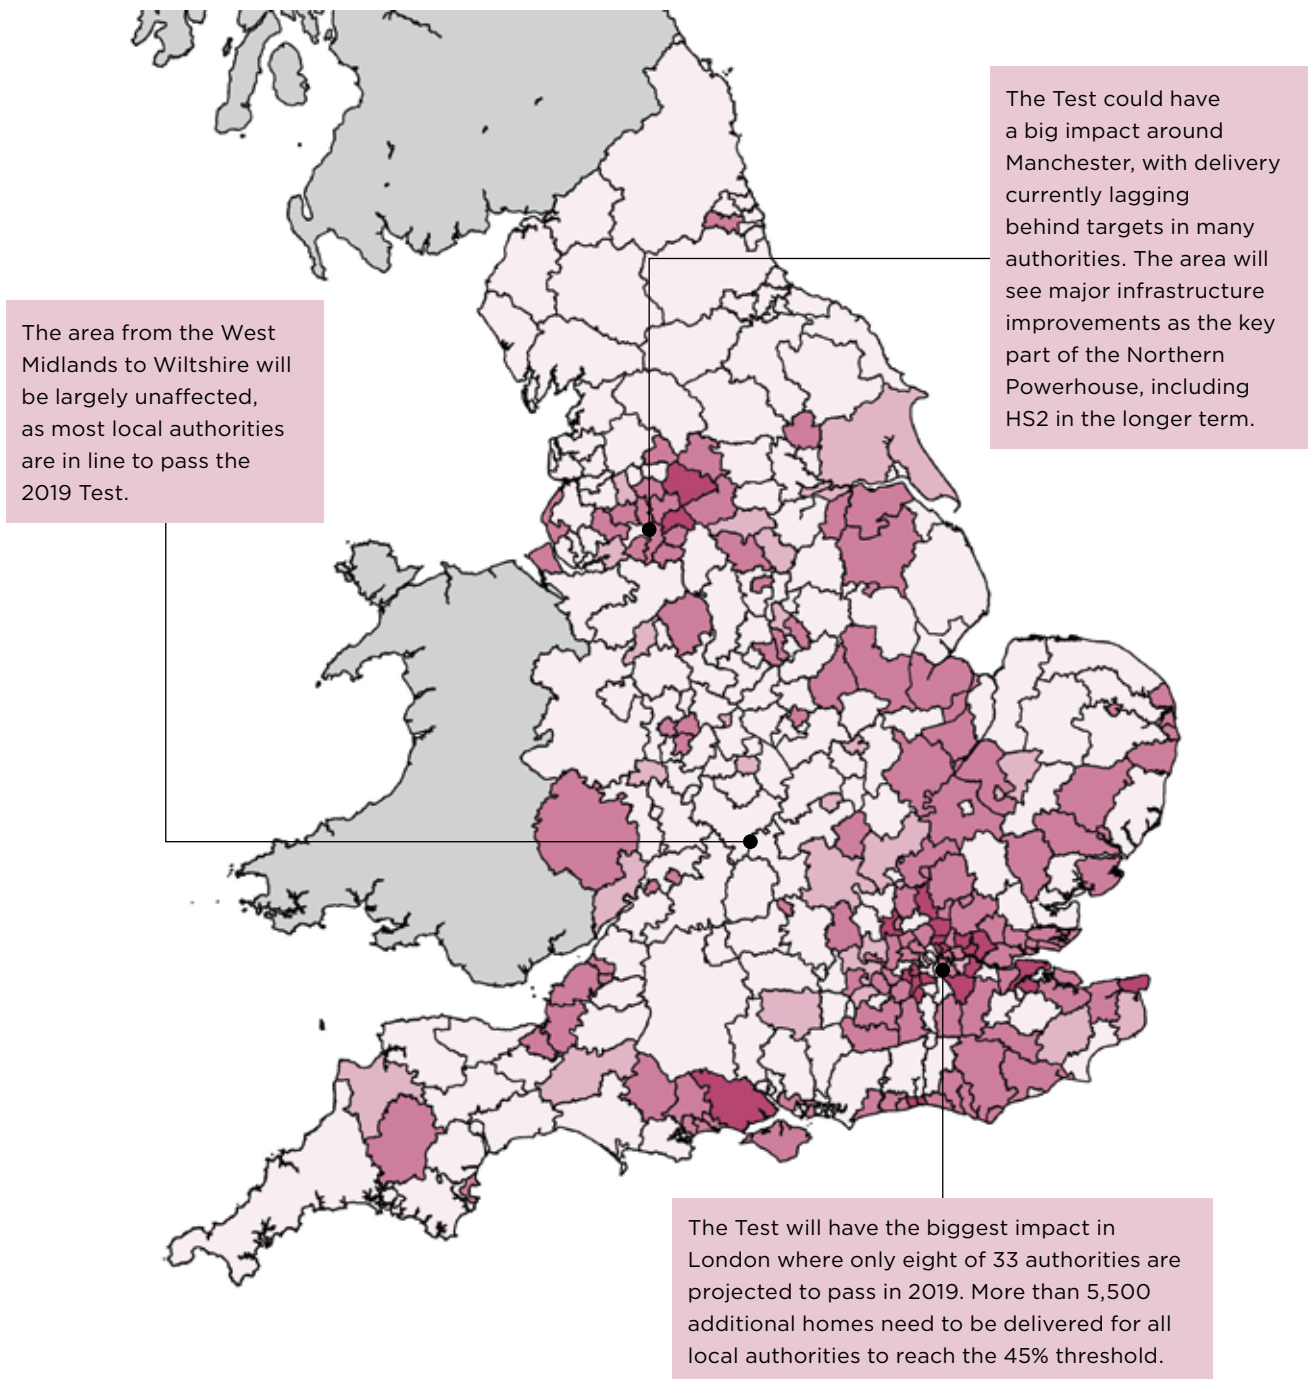 The Test could have
a big impact around
Manchester, with delivery
currently lagging
behind targets in many
authorities. The area will
see major infrastructure
improvements as the key
part of the Northern
Powerhouse, including
HS2 in the longer term.
The area from the West
Midlands to Wiltshire will
be largely unaffected,
as most local authorities
are in line to pass the
2019 Test.
The Test will have the biggest impact in
London where only eight of 33 authorities are
projected to pass in 2019. More than 5,500
additional homes need to be delivered for all
local authorities to reach the 45% threshold.